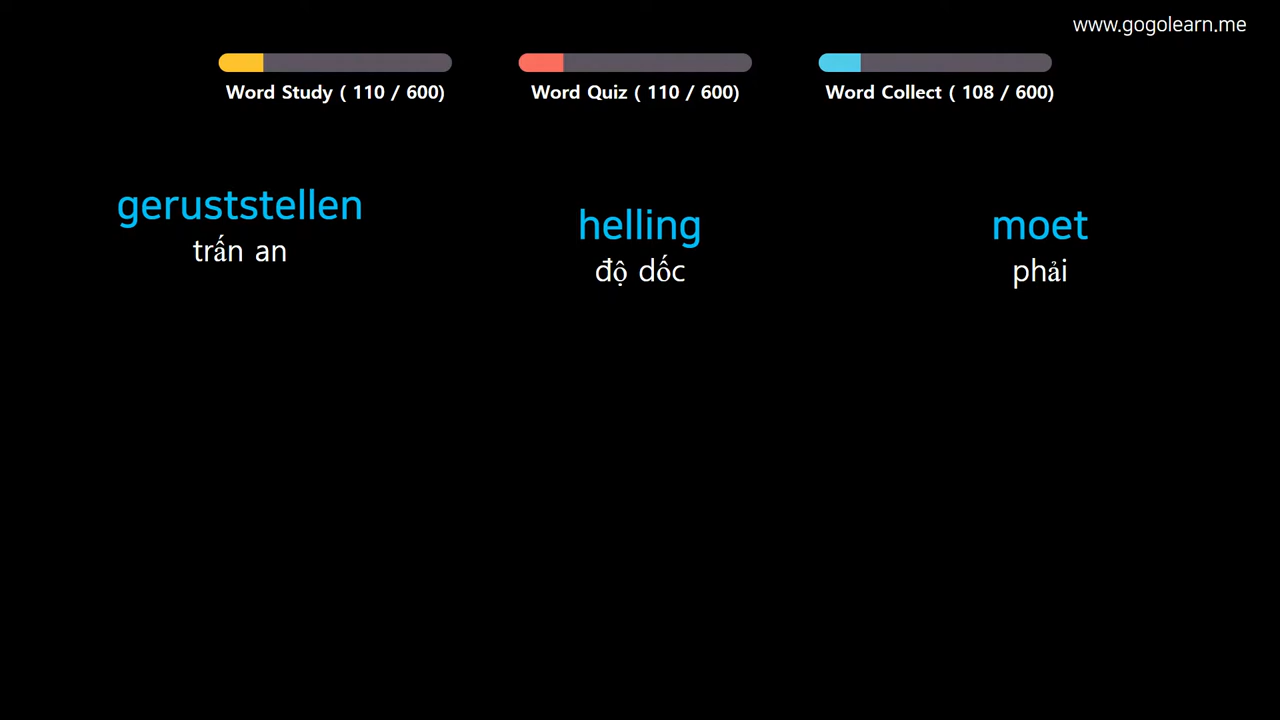 www.gogolearn.me
Word Study ( 110 / 600)
Word Quiz ( 110 / 600)
Word Collect ( 108 / 600)
geruststellen
trấn an
helling
độ dốc
moet
phải